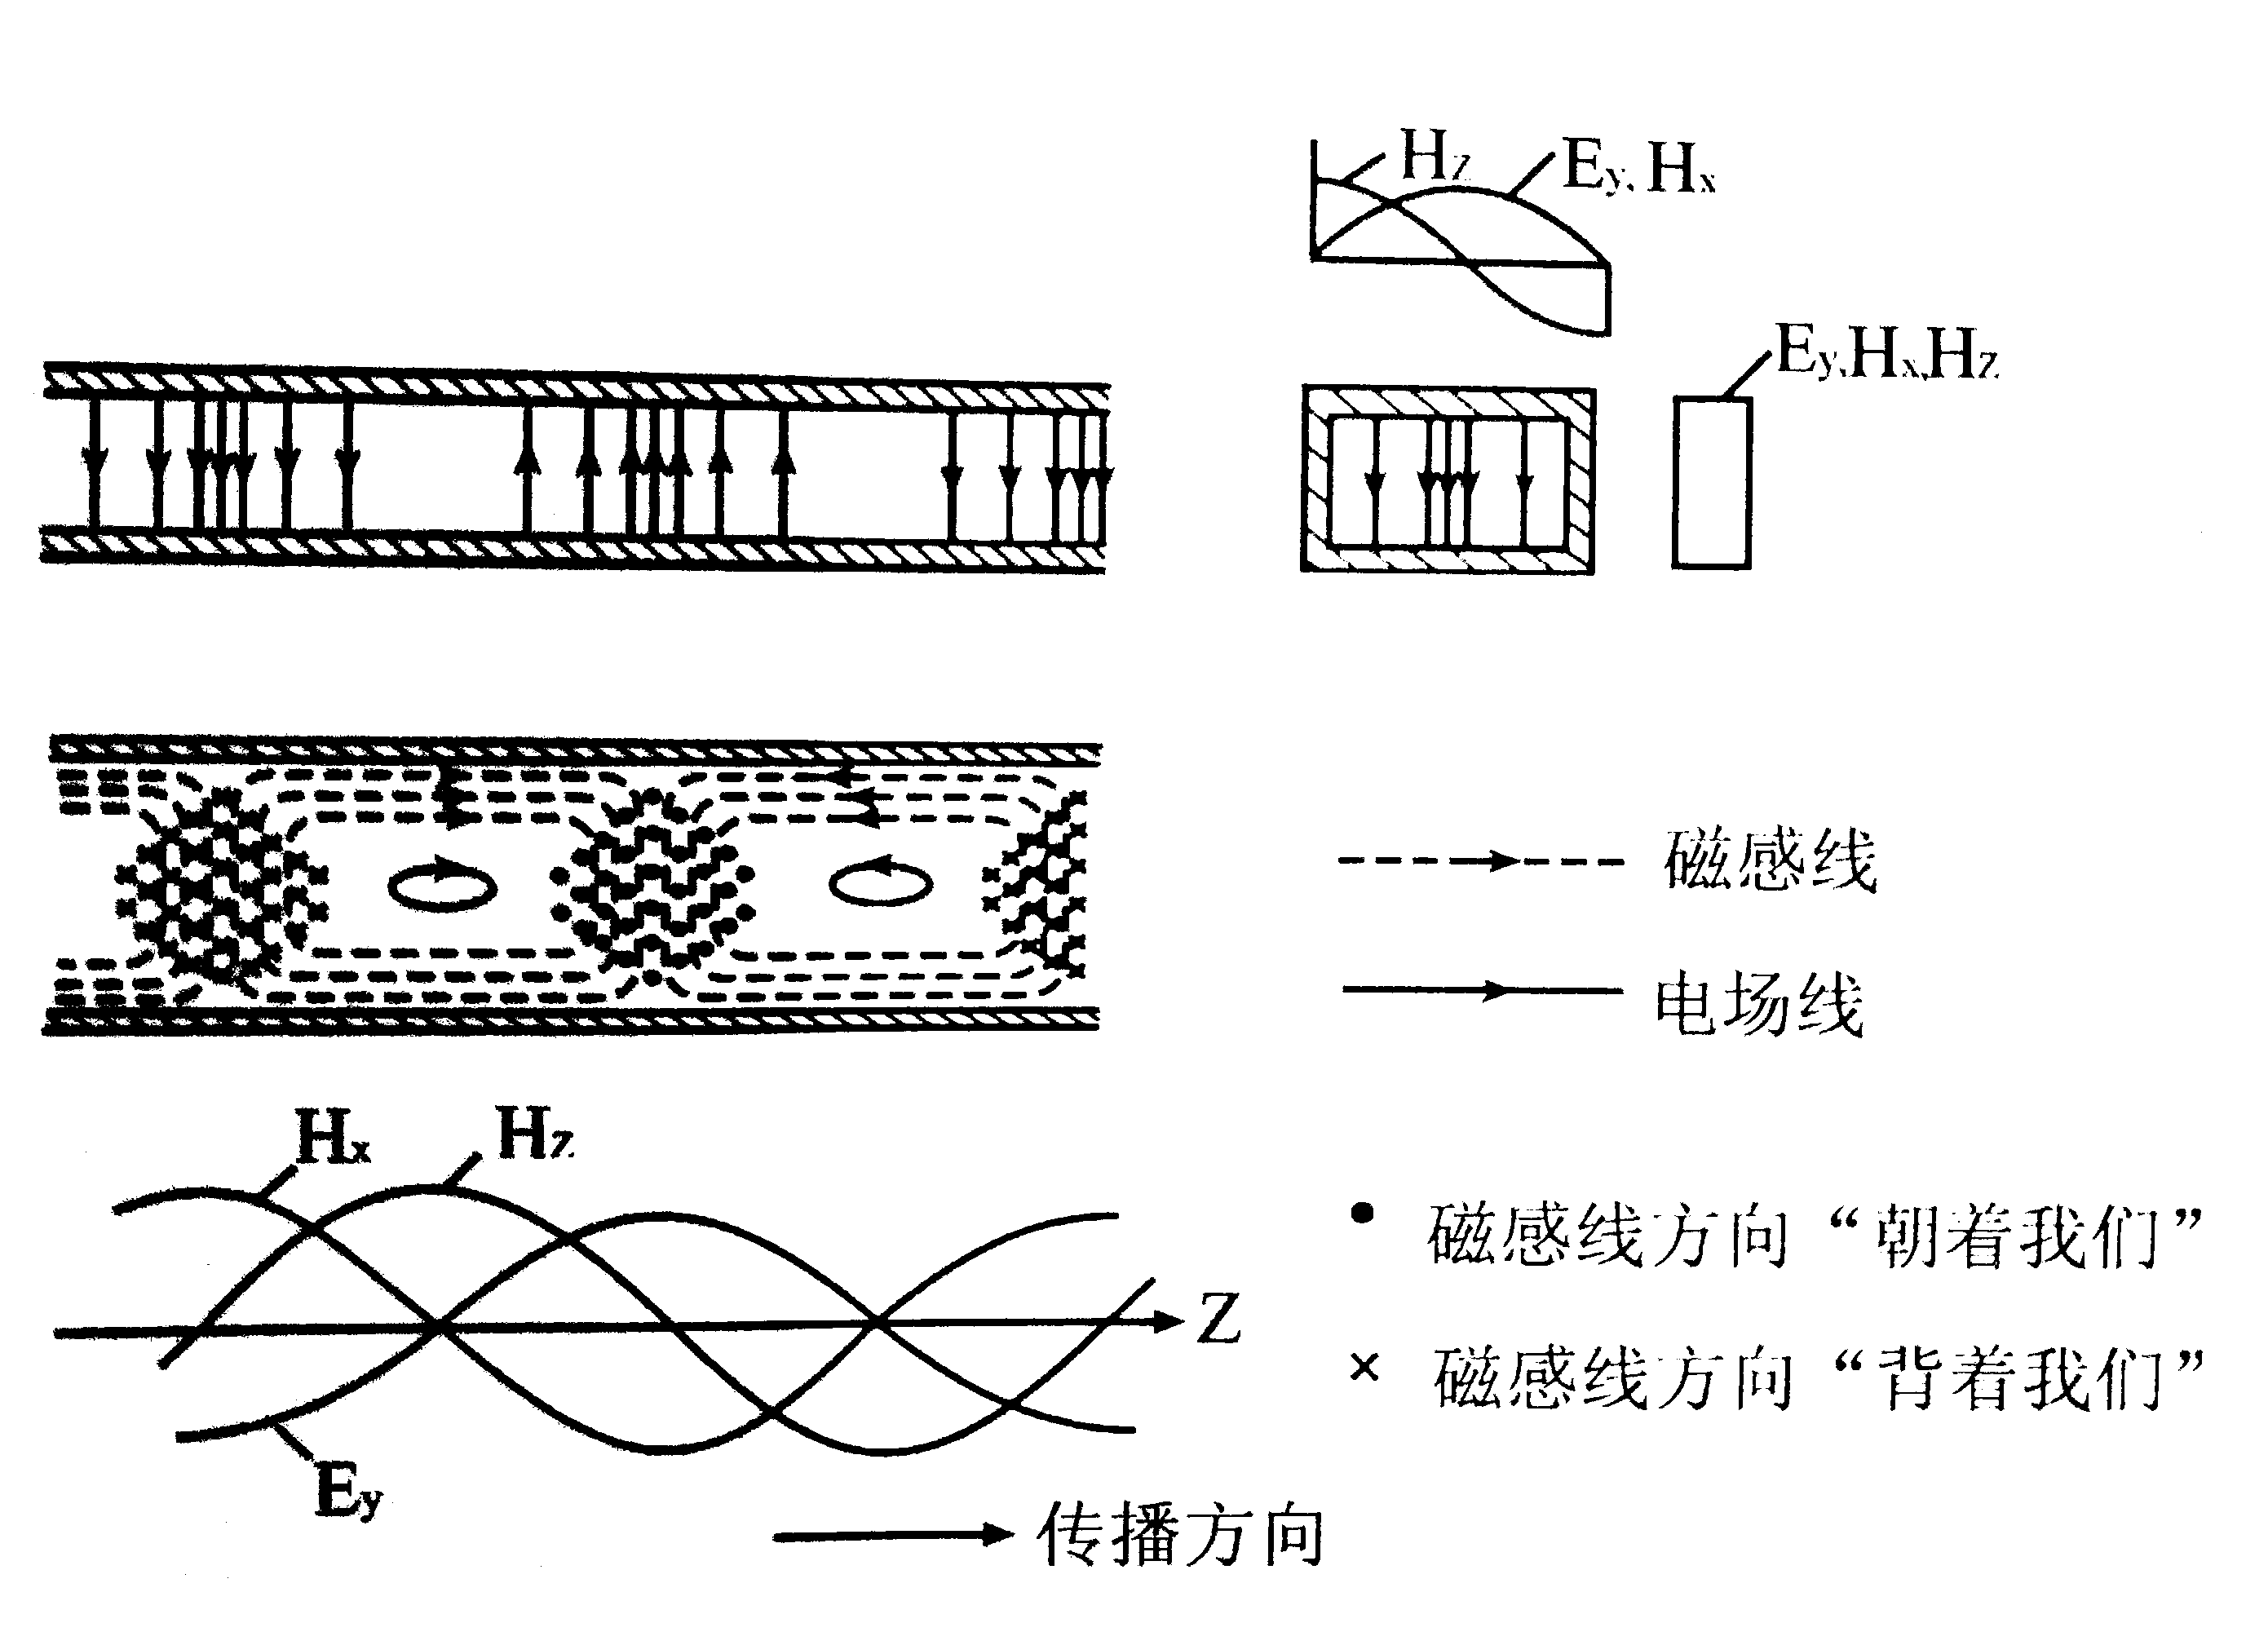 Hz
Ey, Hx
Ey,Hx,Hz
磁感线
电场线
Hx
Hz
Z
• 磁感线方向“朝着我们”
× 磁感线方向“背着我们”
Ey
传播方向